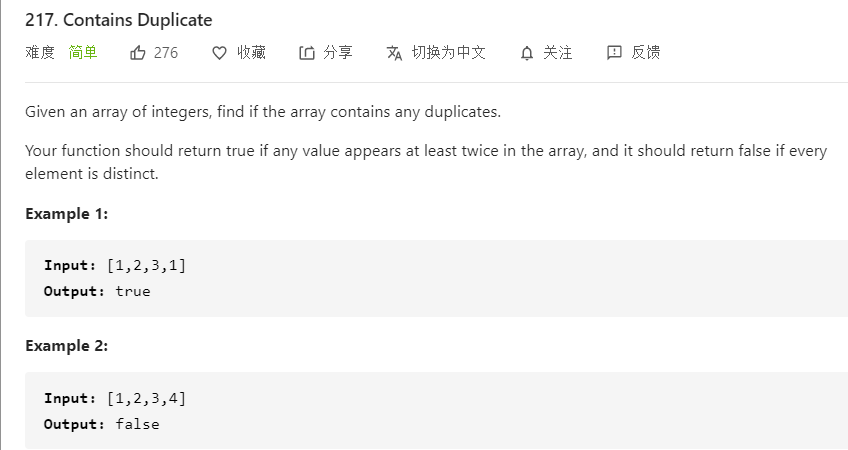 217. Contains Duplicate
难度 简单 276 收藏 分享 切换为中文 关注 反馈
Given an array of integers, find if the array contains any duplicates.
Your function should return true if any value appears at least twice in the array, and it should return false if every
element is distinct.
Example 1:
Input: [1,2,3,1]
Output: true
Example 2:
Input: [1,2,3,4]
Output: false